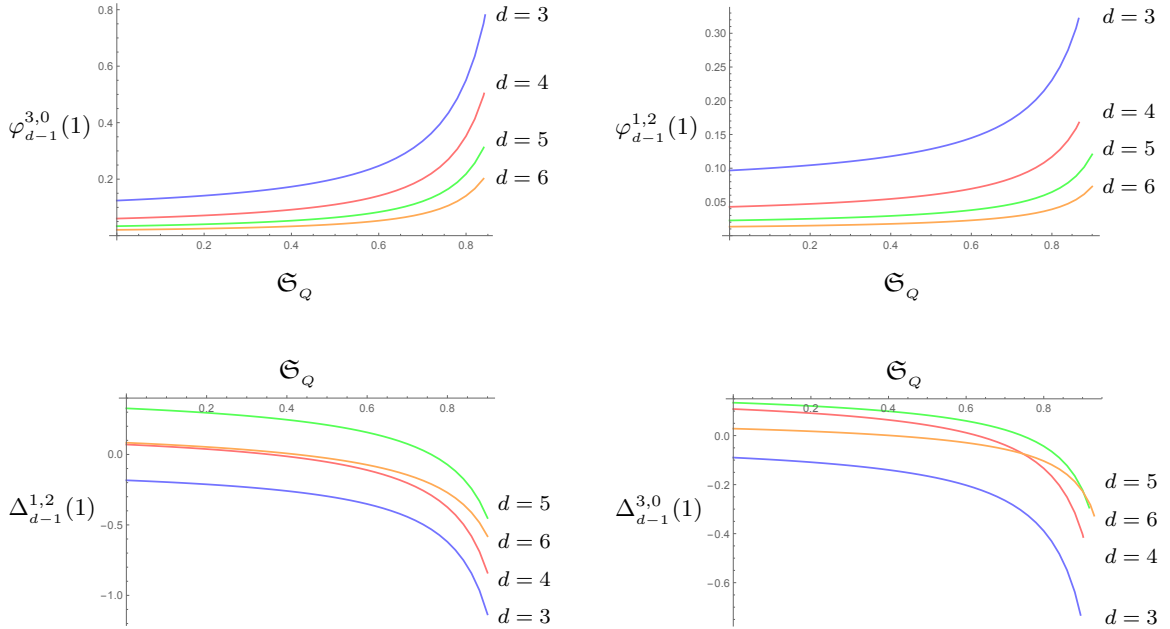 0.8
0.6
0.4
0.2
0.2 0.4 0.6 0.8
φ_{d−1}^{3,0}(1)
d = 3
d = 4
d = 5
d = 6
𝔖_Q
0.30
0.25
0.20
0.15
0.10
0.05
0.2 0.4 0.6 0.8
φ_{d−1}^{1,2}(1)
d = 3
d = 4
d = 5
d = 6
𝔖_Q
𝔖_Q
0.2 0.4 0.6 0.8
0.0
−0.5
−1.0
Δ_{d−1}^{1,2}(1)
d = 5
d = 6
d = 4
d = 3
𝔖_Q
0.2 0.4 0.6 0.8
0.0
−0.2
−0.4
−0.6
Δ_{d−1}^{3,0}(1)
d = 5
d = 6
d = 4
d = 3